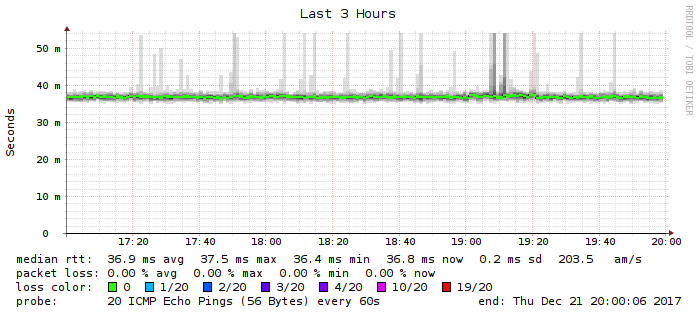 Last 3 Hours
RRDTOOL / TOBI OETIKER
Seconds
50 m
40 m
30 m
20 m
10 m
0
17:20 17:40 18:00 18:20 18:40 19:00 19:20 19:40 20:00
median rtt: 36.9 ms avg 37.5 ms max 36.4 ms min 36.8 ms now 0.2 ms sd 203.5 am/s
packet loss: 0.00 % avg 0.00 % max 0.00 % min 0.00 % now
loss color: 0 1/20 2/20 3/20 4/20 10/20 19/20
probe: 20 ICMP Echo Pings (56 Bytes) every 60s end: Thu Dec 21 20:00:06 2017